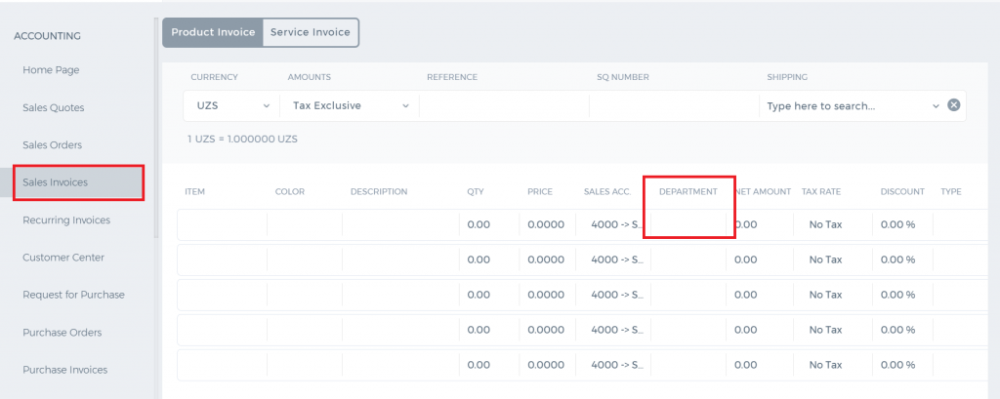 ACCOUNTING
Home Page
Sales Quotes
Sales Orders
Sales Invoices
Recurring Invoices
Customer Center
Request for Purchase
Purchase Orders
Purchase Invoices
Product Invoice Service Invoice
CURRENCY AMOUNTS REFERENCE SQ NUMBER SHIPPING
UZS Tax Exclusive Type here to search...
1 UZS = 1.000000 UZS
ITEM COLOR DESCRIPTION QTY PRICE SALES ACC. DEPARTMENT NET AMOUNT TAX RATE DISCOUNT TYPE
0.00 0.0000 4000 -> S... 0.00 No Tax 0.00 %
0.00 0.0000 4000 -> S... 0.00 No Tax 0.00 %
0.00 0.0000 4000 -> S... 0.00 No Tax 0.00 %
0.00 0.0000 4000 -> S... 0.00 No Tax 0.00 %
0.00 0.0000 4000 -> S... 0.00 No Tax 0.00 %